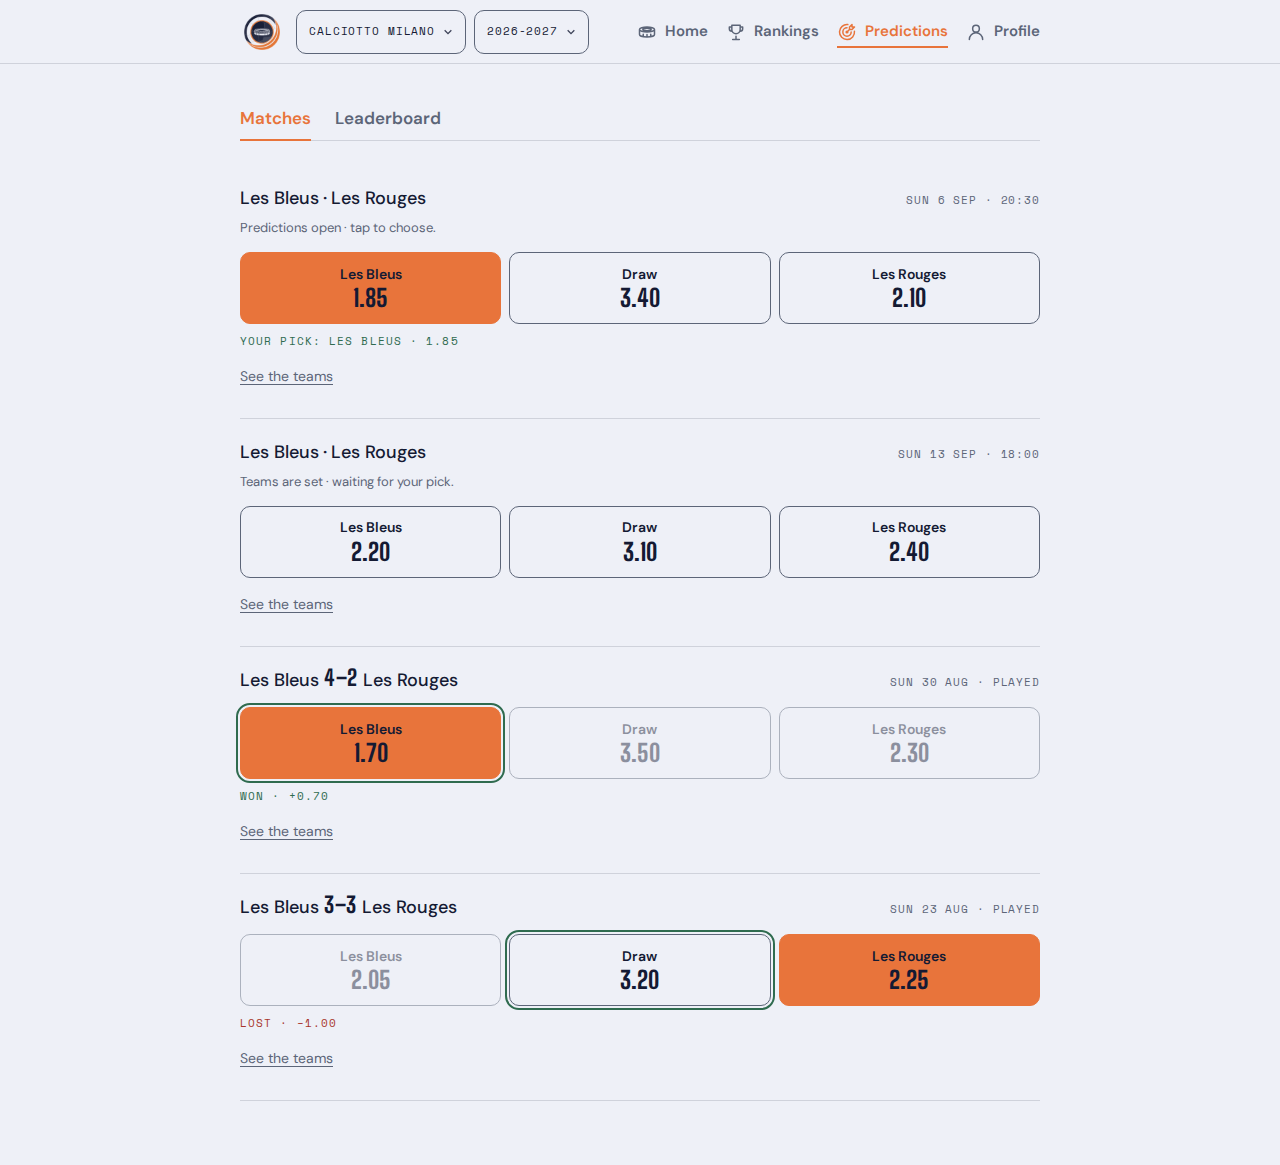 CALCIOTTO MILANO
2026-2027
Home
Rankings
Predictions
Profile
Matches
Leaderboard
Les Bleus · Les Rouges
SUN 6 SEP · 20:30
Predictions open · tap to choose.
Les Bleus
1.85
Draw
3.40
Les Rouges
2.10
YOUR PICK: LES BLEUS · 1.85
See the teams
Les Bleus · Les Rouges
SUN 13 SEP · 18:00
Teams are set · waiting for your pick.
Les Bleus
2.20
Draw
3.10
Les Rouges
2.40
See the teams
Les Bleus 4–2 Les Rouges
SUN 30 AUG · PLAYED
Les Bleus
1.70
Draw
3.50
Les Rouges
2.30
WON · +0.70
See the teams
Les Bleus 3–3 Les Rouges
SUN 23 AUG · PLAYED
Les Bleus
2.05
Draw
3.20
Les Rouges
2.25
LOST · −1.00
See the teams